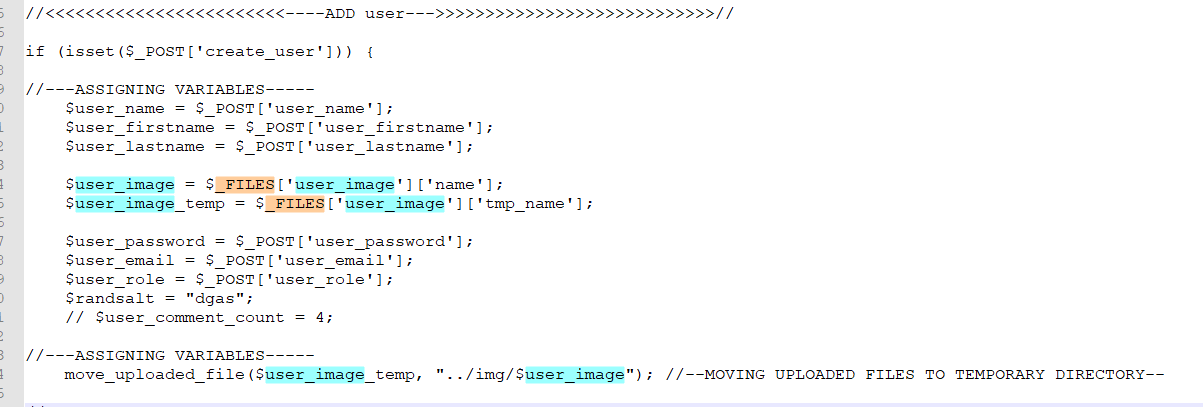 //<<<<<<<<<<<<<<<<<<<<<<<<----ADD user--->>>>>>>>>>>>>>>>>>>>>>>>>>>>//
if (isset($_POST['create_user'])) {
//---ASSIGNING VARIABLES-----
$user_name = $_POST['user_name'];
$user_firstname = $_POST['user_firstname'];
$user_lastname = $_POST['user_lastname'];
$user_image = $_FILES['user_image']['name'];
$user_image_temp = $_FILES['user_image']['tmp_name'];
$user_password = $_POST['user_password'];
$user_email = $_POST['user_email'];
$user_role = $_POST['user_role'];
$randsalt = "dgas";
// $user_comment_count = 4;
//---ASSIGNING VARIABLES-----
move_uploaded_file($user_image_temp, "../img/$user_image"); //--MOVING UPLOADED FILES TO TEMPORARY DIRECTORY--